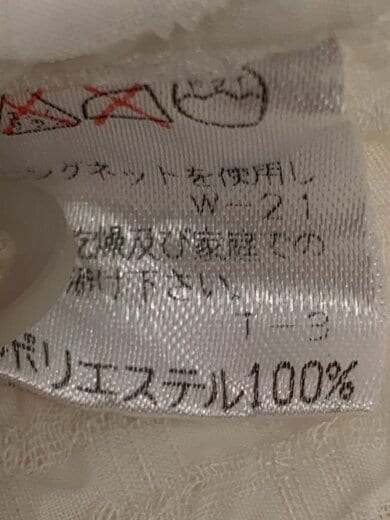 ングネットを使用し
W-21
乾燥及び家庭での
避け下さい。
T-3
ポリエステル100%